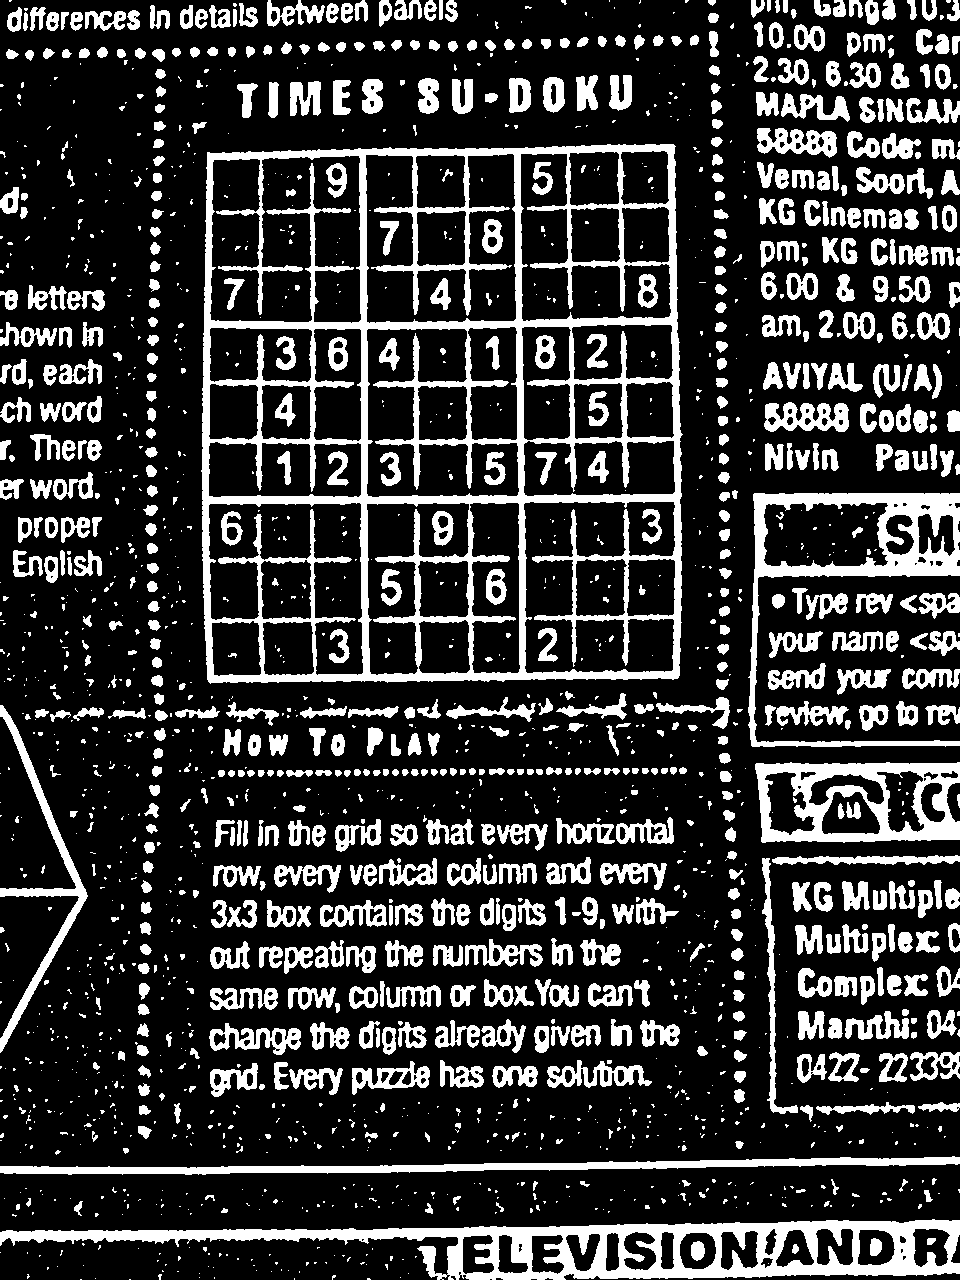 differences in details between panels
TIMES SU-DOKU
9 5
7 8
7 4 8
3 6 4 1 8 2
4 5
1 2 3 5 7 4
6 9 3
5 6
3 2
HOW TO PLAY
Fill in the grid so that every horizontal
row, every vertical column and every
3x3 box contains the digits 1-9, with-
out repeating the numbers in the
same row, column or box.You can't
change the digits already given in the
grid. Every puzzle has one solution.
d;
letters
shown in
each
ch word
There
er word.
proper
English
pm; Ganga 10.3
10.00 pm;
2.30, 6.30 & 10.
MAPLA SINGAM
58888 Code:
Vemal, Soori, A
KG Cinemas 10
pm; KG Cinema
6.00 & 9.50 p
am, 2.00, 6.00
AVIYAL (U/A)
58888 Code:
Nivin Pauly,
SM
• Type rev <spa
your name <spa
send your comm
review, go to rev
CO
KG Multiple
Multiplex: 0
Complex: 04
Maruthi: 042
0422- 223398
TELEVISION AND RA